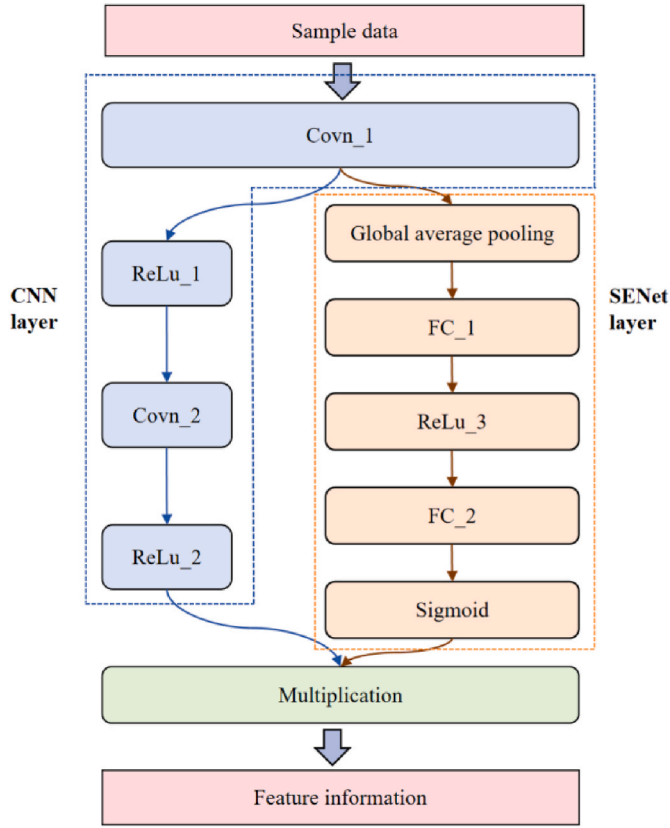 Sample data
Covn_1
CNN
layer
ReLu_1
Covn_2
ReLu_2
Global average pooling
FC_1
ReLu_3
FC_2
Sigmoid
SENet
layer
Multiplication
Feature information